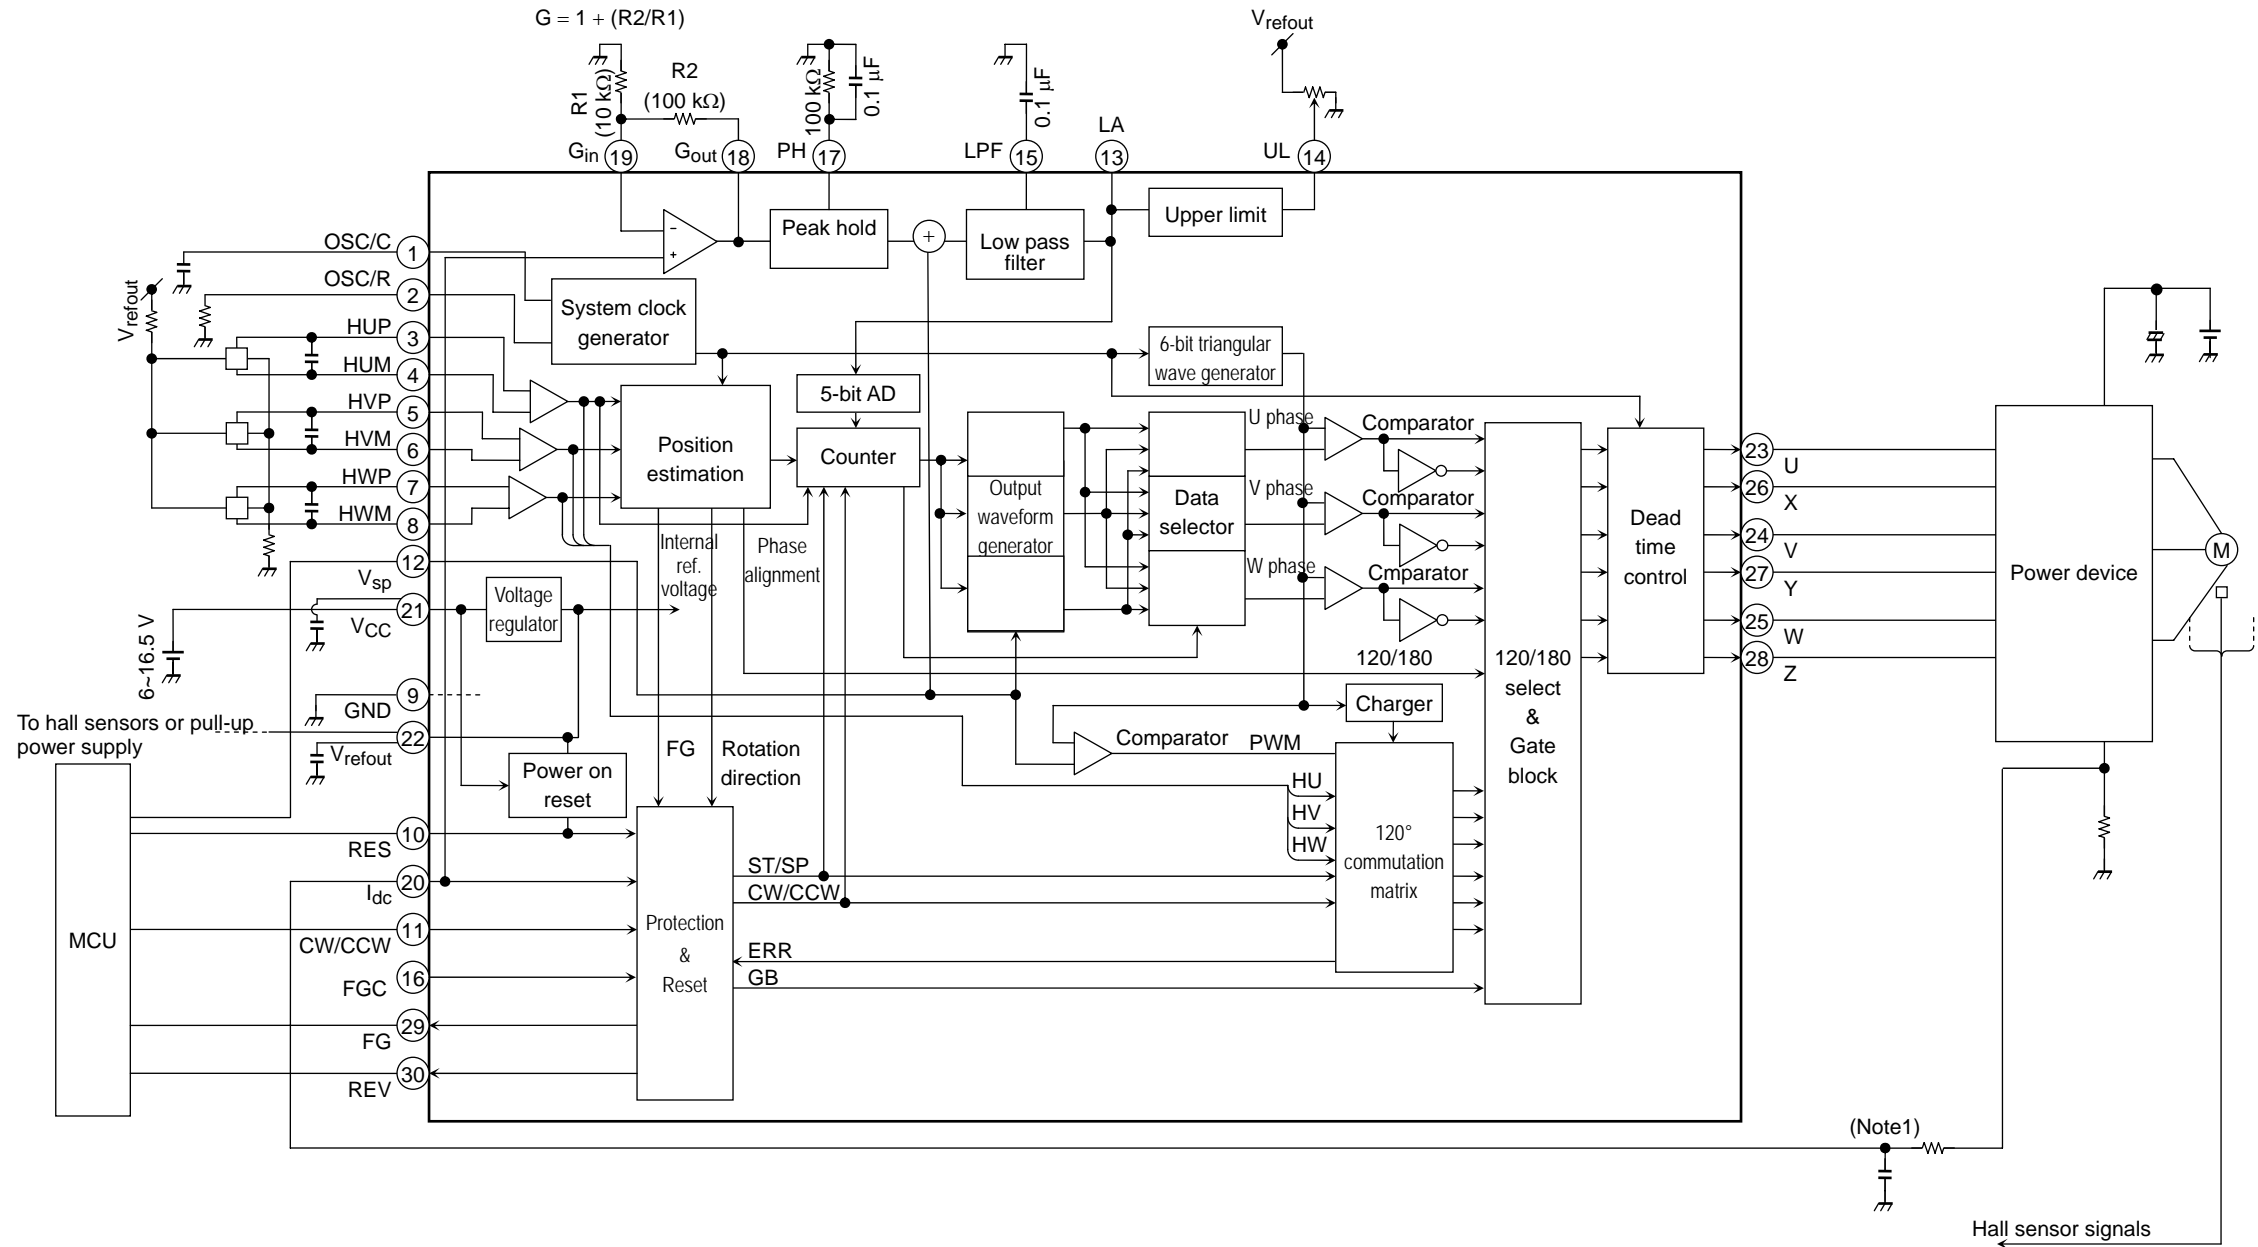 G = 1 + (R2/R1)
Vrefout
R1
(10 kΩ)
R2
(100 kΩ)
100 kΩ
0.1 μF
0.1 μF
Gin
19
Gout
18
PH
17
LPF
15
LA
13
UL
14
Peak hold
+
Low pass
filter
Upper limit
−
+
OSC/C
1
OSC/R
2
Vrefout
HUP
3
HUM
4
HVP
5
HVM
6
HWP
7
HWM
8
12
Vsp
21
VCC
6~16.5 V
9
GND
To hall sensors or pull-up
power supply
22
Vrefout
System clock
generator
6-bit triangular
wave generator
5-bit AD
Position
estimation
Counter
Output
waveform
generator
Data
selector
U phase
Comparator
V phase
Comparator
W phase
Cmparator
Internal
ref.
voltage
Phase
alignment
Voltage
regulator
Power on
reset
FG
Rotation
direction
120/180
120/180
select
&
Gate
block
Dead
time
control
23
U
26
X
24
V
27
Y
25
W
28
Z
Power device
M
Charger
Comparator
PWM
HU
HV
HW
120°
commutation
matrix
MCU
10
RES
20
Idc
11
CW/CCW
16
FGC
29
FG
30
REV
Protection
&
Reset
ST/SP
CW/CCW
ERR
GB
(Note1)
Hall sensor signals